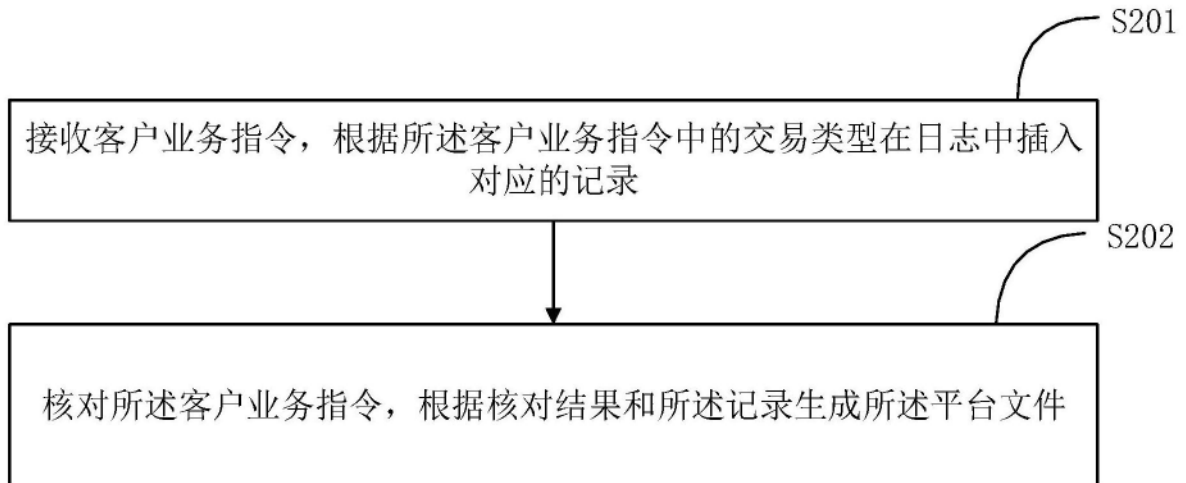 S201
接收客户业务指令，根据所述客户业务指令中的交易类型在日志中插入
对应的记录
S202
核对所述客户业务指令，根据核对结果和所述记录生成所述平台文件